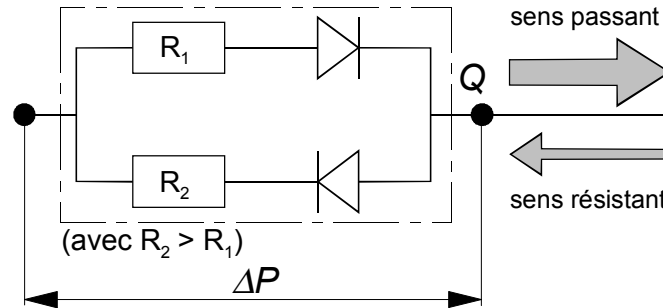 sens passant
R₁
Q
R₂
sens résistant
(avec R₂ > R₁)
ΔP